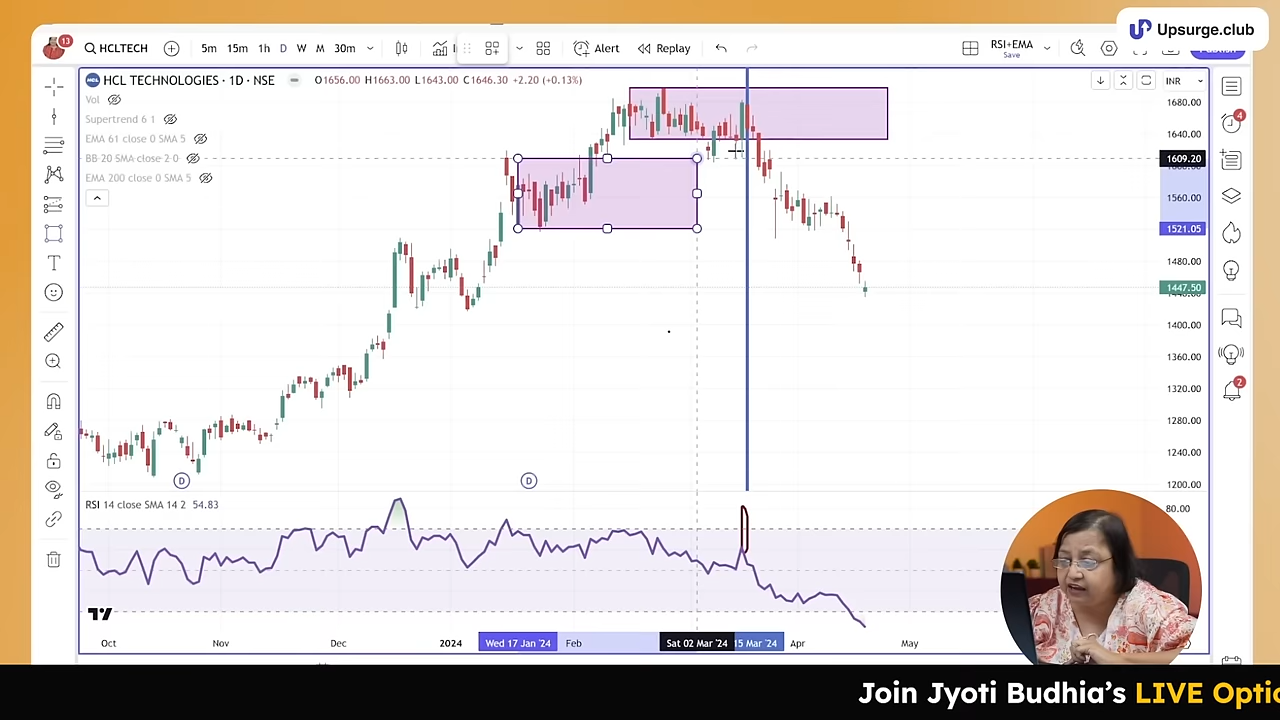 Upsurge.club
13
HCLTECH
5m 15m 1h D W M 30m
Alert
Replay
RSI+EMA
Save
HCL TECHNOLOGIES · 1D · NSE
O1656.00 H1663.00 L1643.00 C1646.30 +2.20 (+0.13%)
INR
Vol
Supertrend 6 1
EMA 61 close 0 SMA 5
BB 20 SMA close 2 0
EMA 200 close 0 SMA 5
1680.00
1640.00
1609.20
1560.00
1521.05
1480.00
1447.50
1400.00
1360.00
1320.00
1280.00
1240.00
1200.00
4
2
D
D
RSI 14 close SMA 14 2 54.83
80.00
Oct Nov Dec 2024 Wed 17 Jan '24 Feb Sat 02 Mar '24 15 Mar '24 Apr May
Join Jyoti Budhia's LIVE Optio